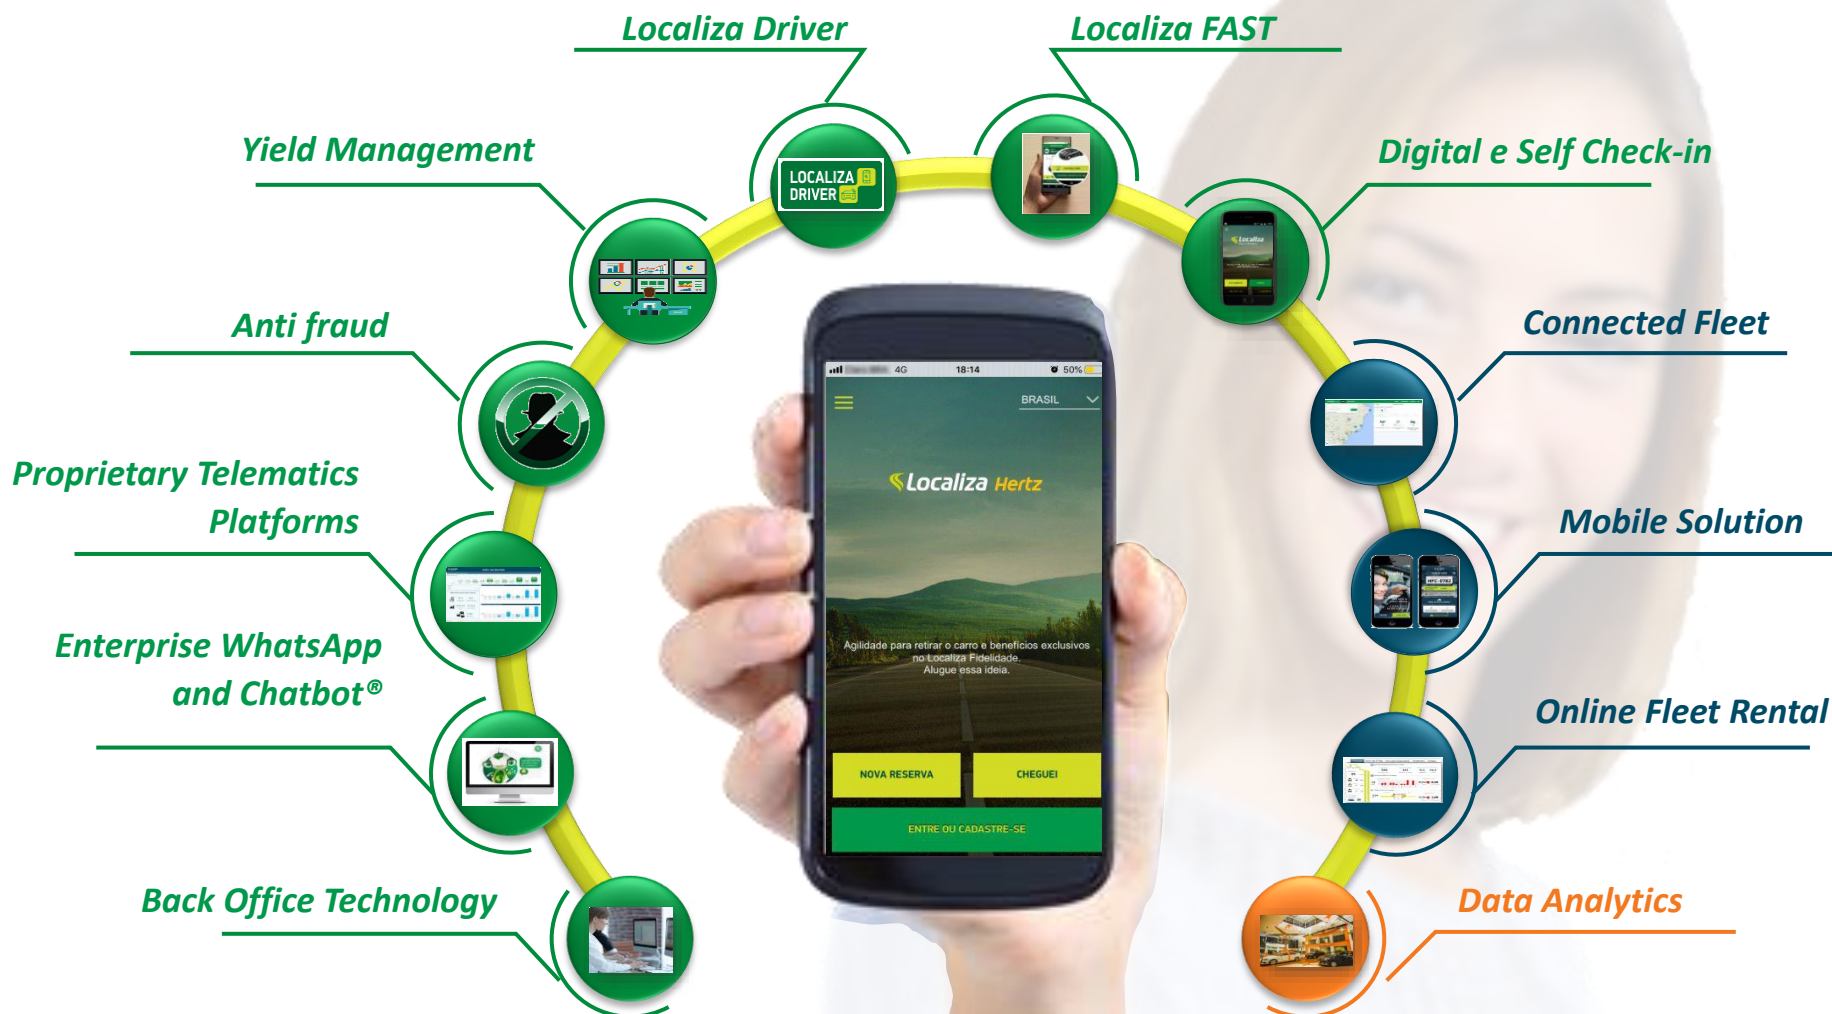 Localiza Driver
Localiza FAST
Yield Management
Digital e Self Check-in
LOCALIZA
DRIVER
Localiza
Anti fraud
Connected Fleet
4G 18:14 50%
BRASIL
Proprietary Telematics
Platforms
Localiza Hertz
Mobile Solution
HFC-0782
Enterprise WhatsApp
and Chatbot®
Agilidade para retirar o carro e benefícios exclusivos
no Localiza Fidelidade.
Alugue essa ideia.
Online Fleet Rental
NOVA RESERVA
CHEGUEI
ENTRE OU CADASTRE-SE
Back Office Technology
Data Analytics